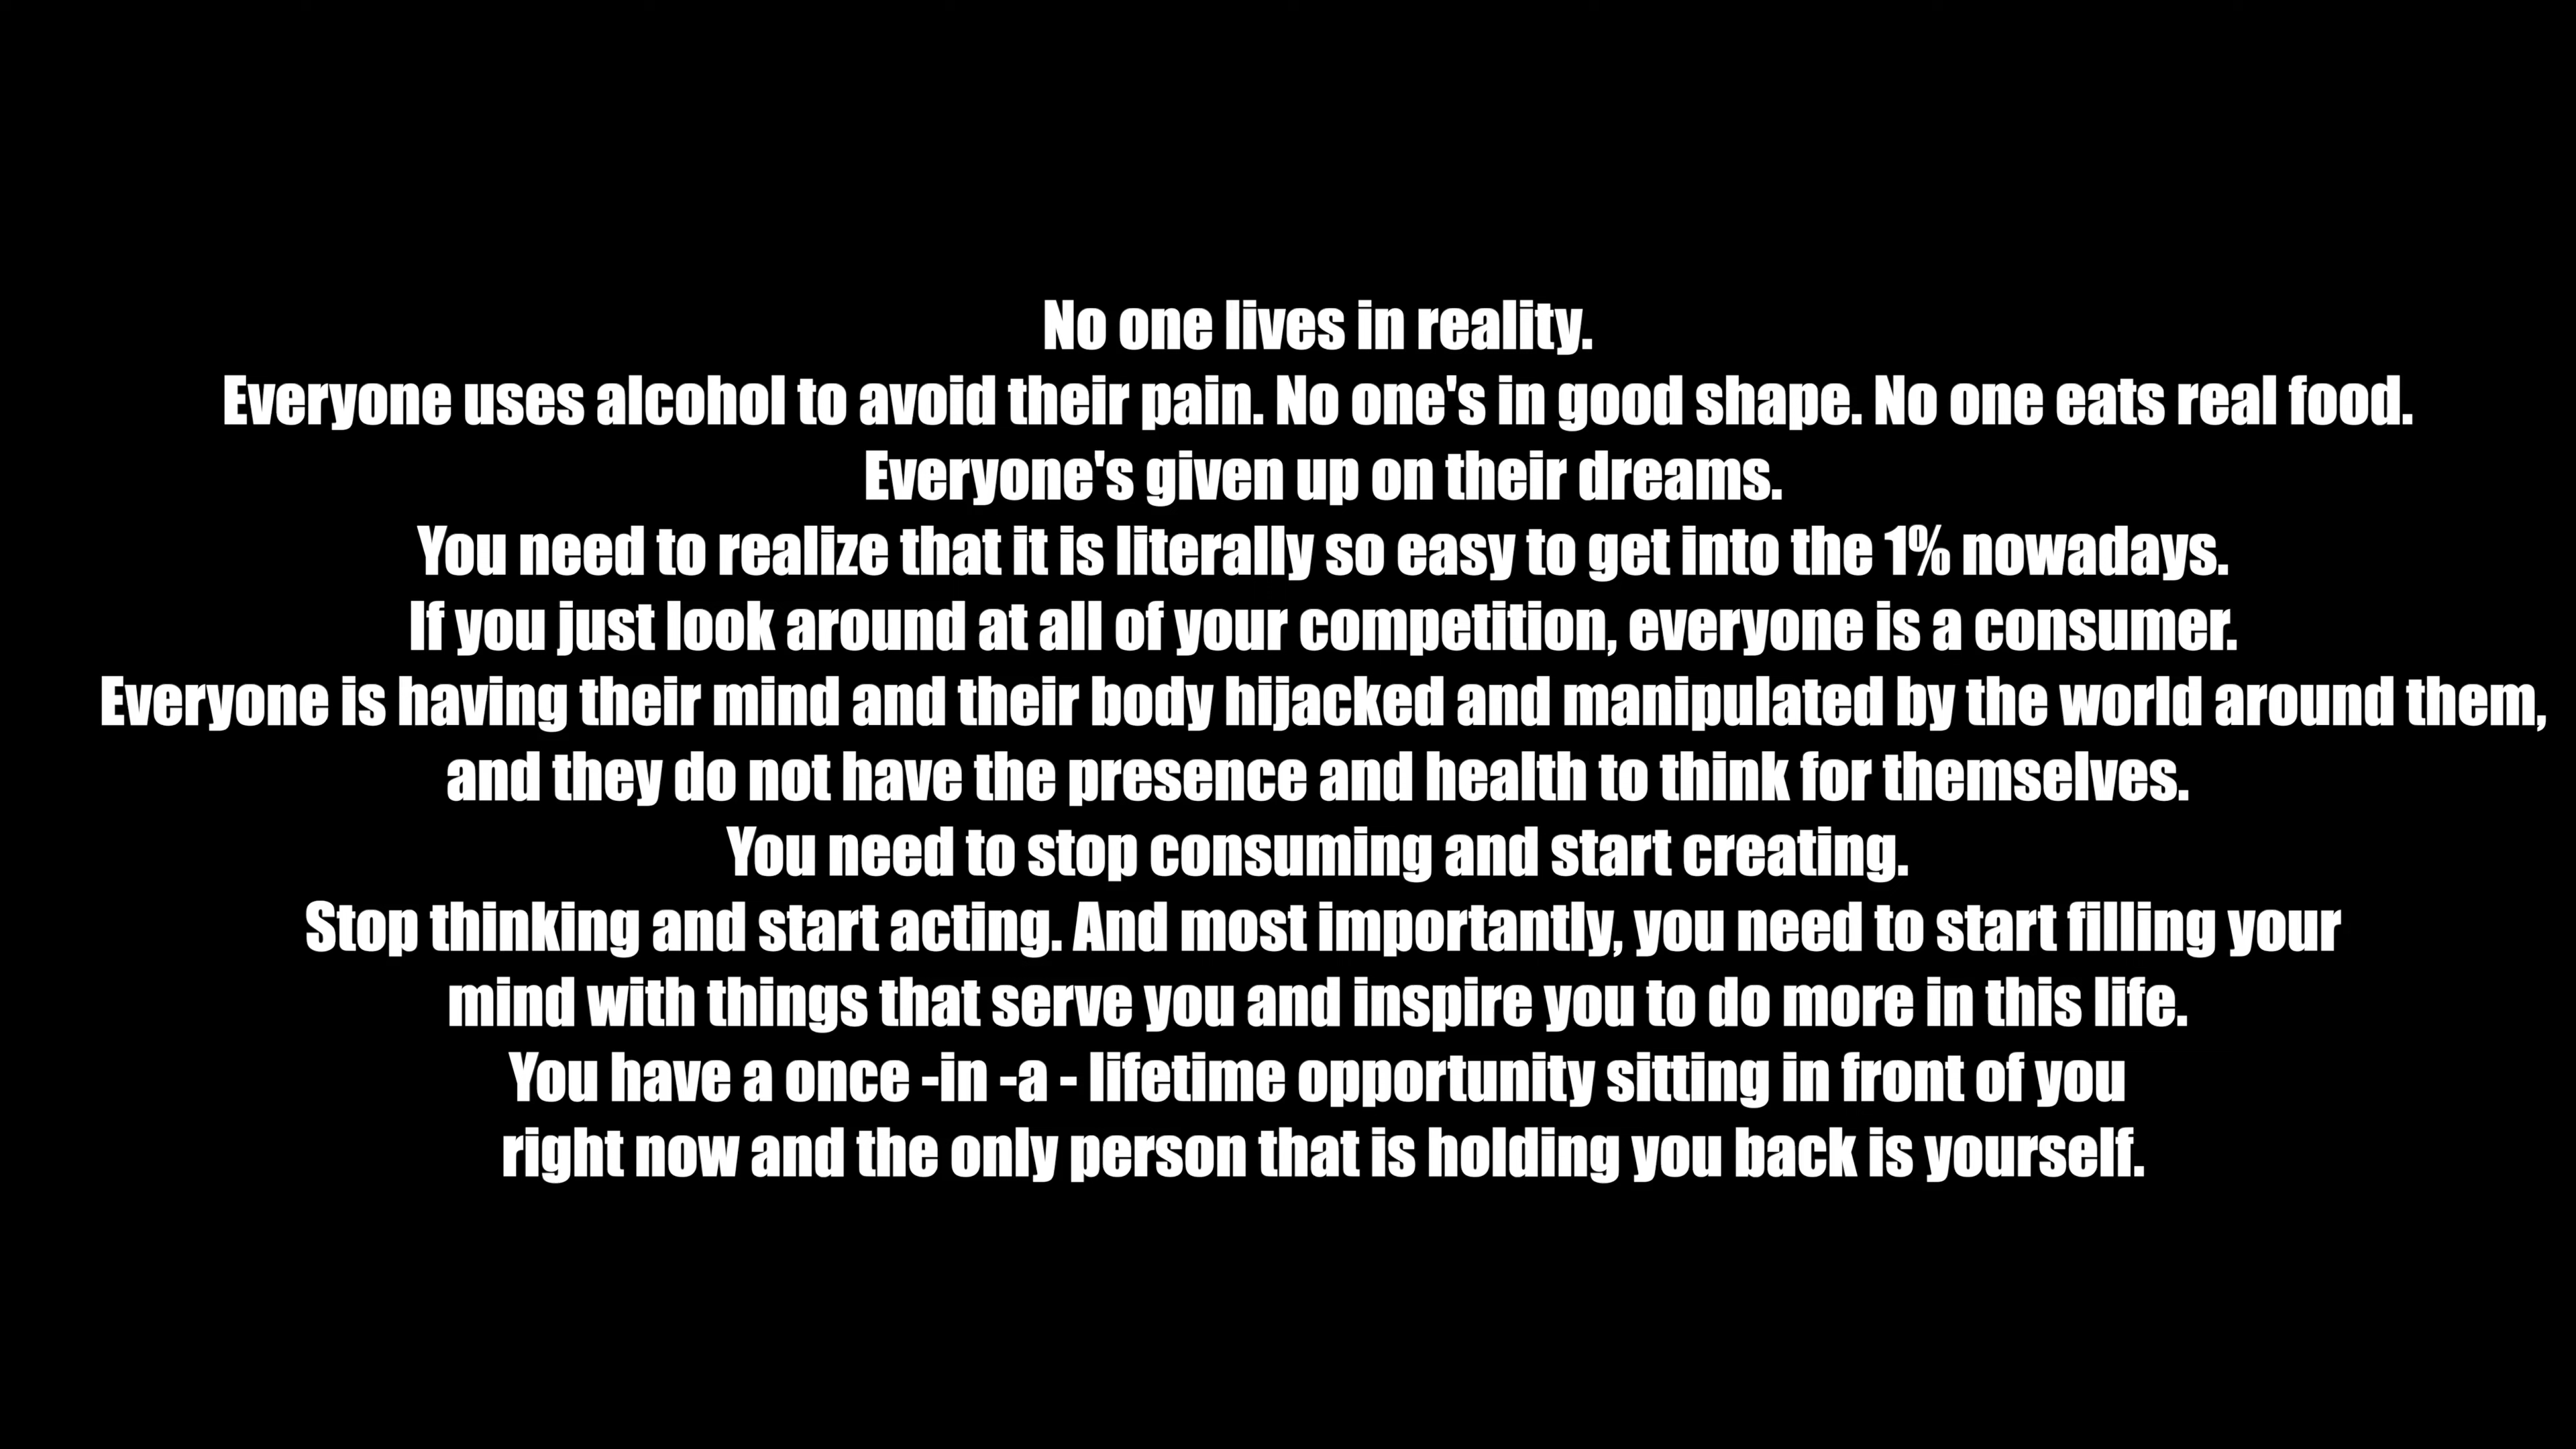 No one lives in reality.
Everyone uses alcohol to avoid their pain. No one's in good shape. No one eats real food.
Everyone's given up on their dreams.
You need to realize that it is literally so easy to get into the 1% nowadays.
If you just look around at all of your competition, everyone is a consumer.
Everyone is having their mind and their body hijacked and manipulated by the world around them,
and they do not have the presence and health to think for themselves.
You need to stop consuming and start creating.
Stop thinking and start acting. And most importantly, you need to start filling your
mind with things that serve you and inspire you to do more in this life.
You have a once -in -a - lifetime opportunity sitting in front of you
right now and the only person that is holding you back is yourself.